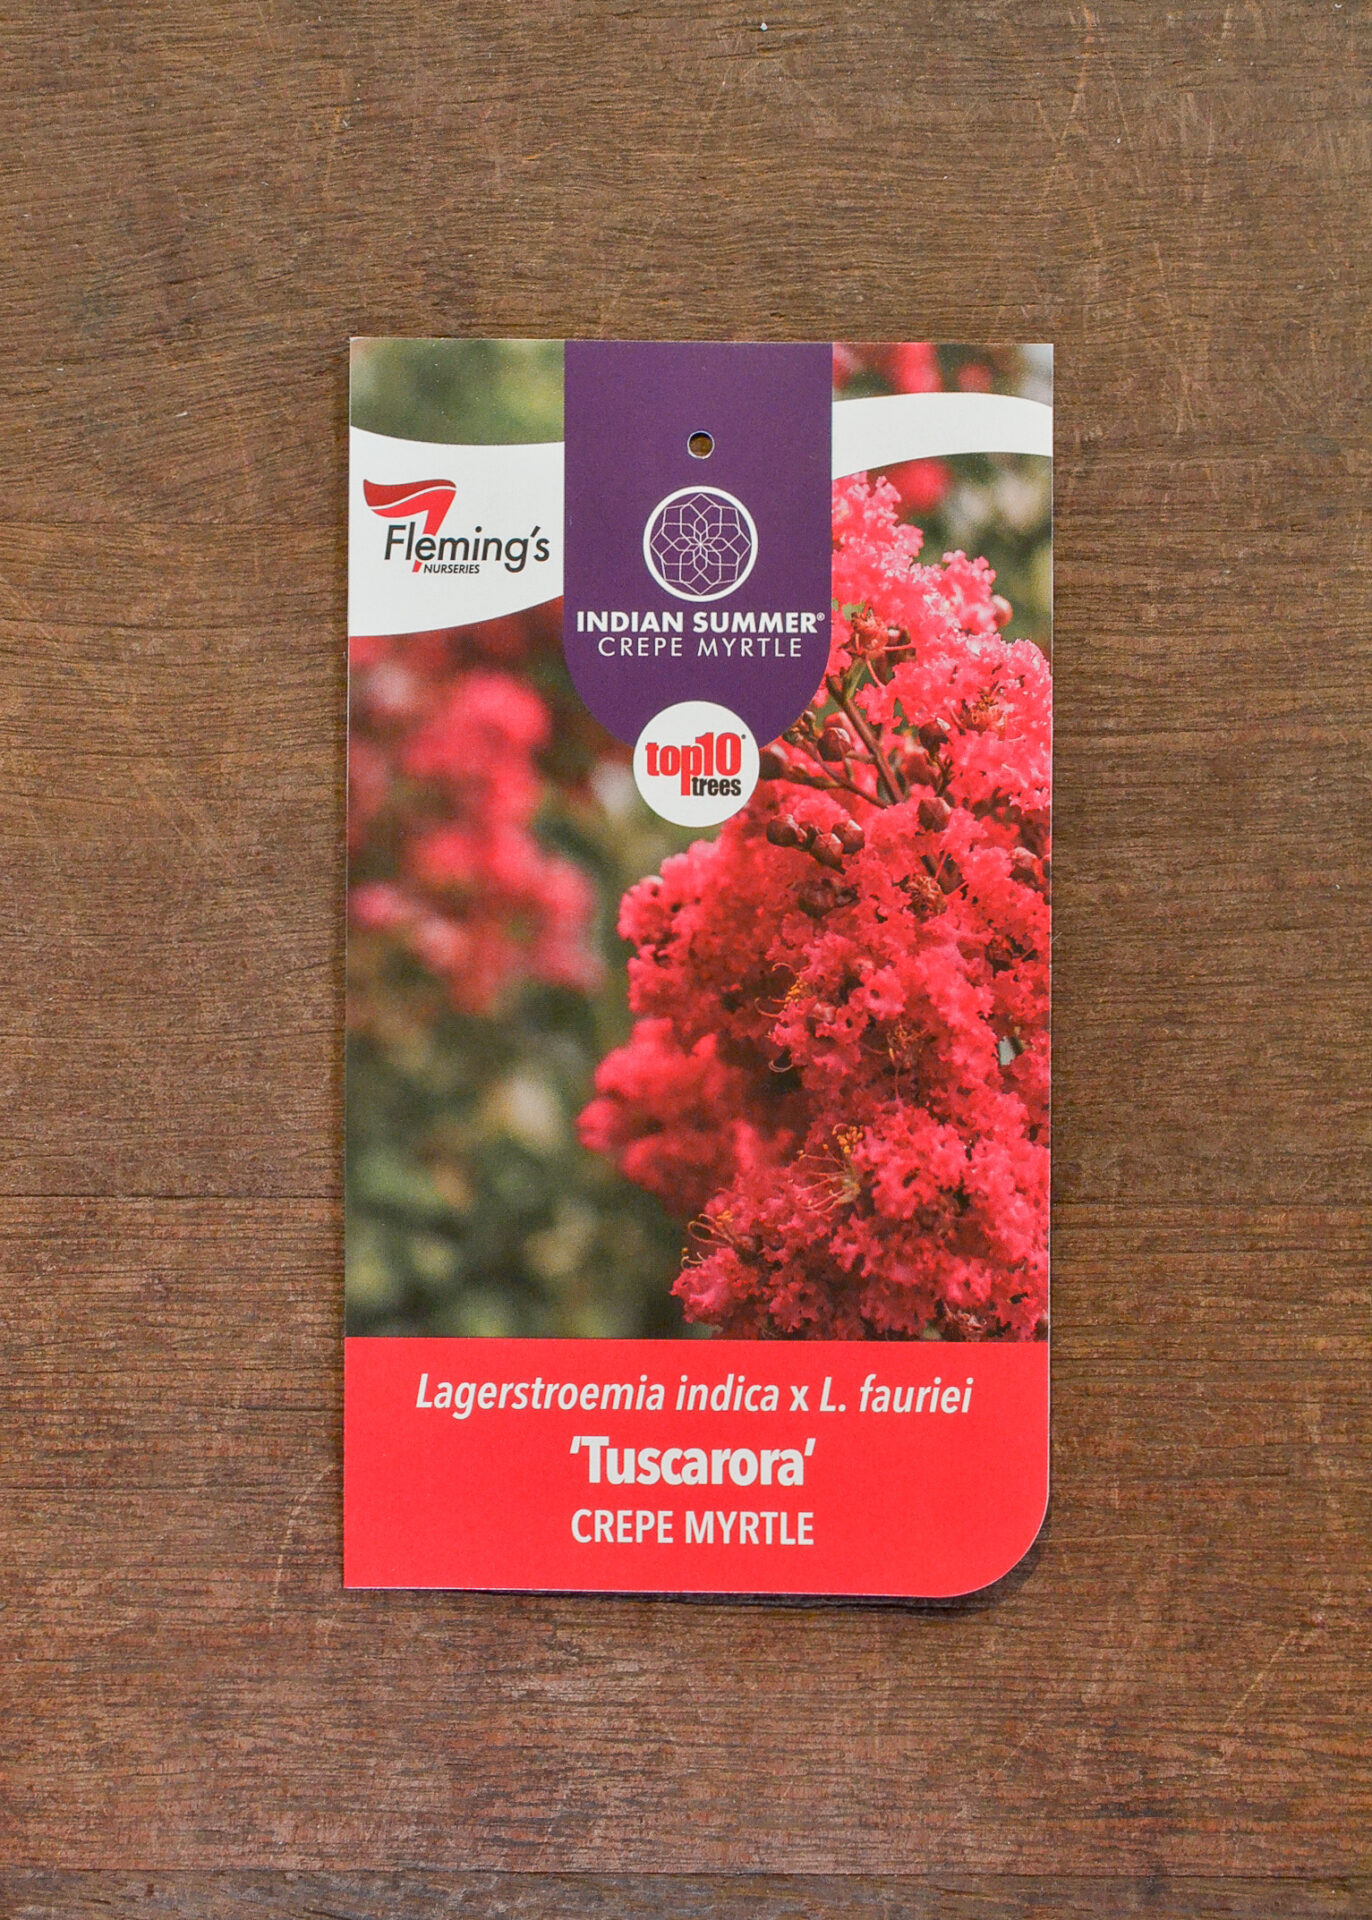 Fleming's
NURSERIES
INDIAN SUMMER®
CREPE MYRTLE
top10
trees
Lagerstroemia indica x L. fauriei
'Tuscarora'
CREPE MYRTLE